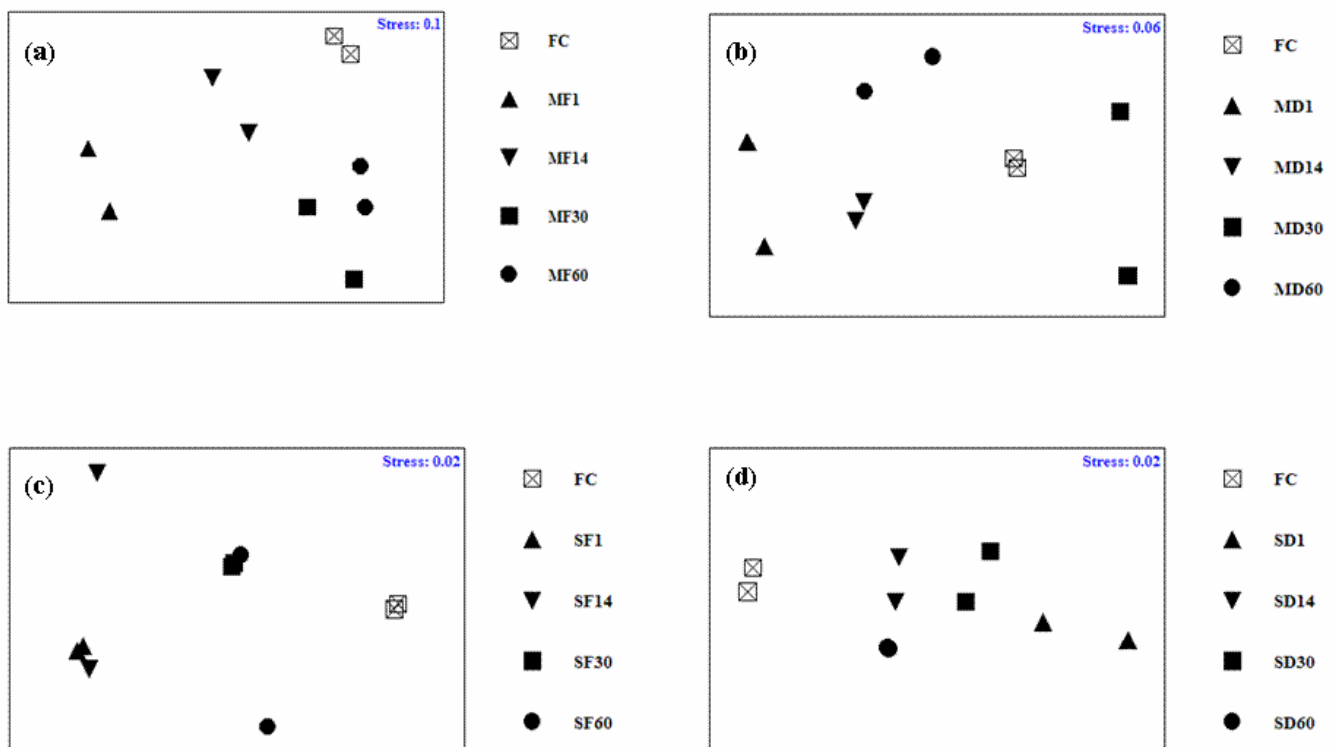 (a)
Stress: 0.1
FC
MF1
MF14
MF30
MF60
(b)
Stress: 0.06
FC
MD1
MD14
MD30
MD60
(c)
Stress: 0.02
FC
SF1
SF14
SF30
SF60
(d)
Stress: 0.02
FC
SD1
SD14
SD30
SD60